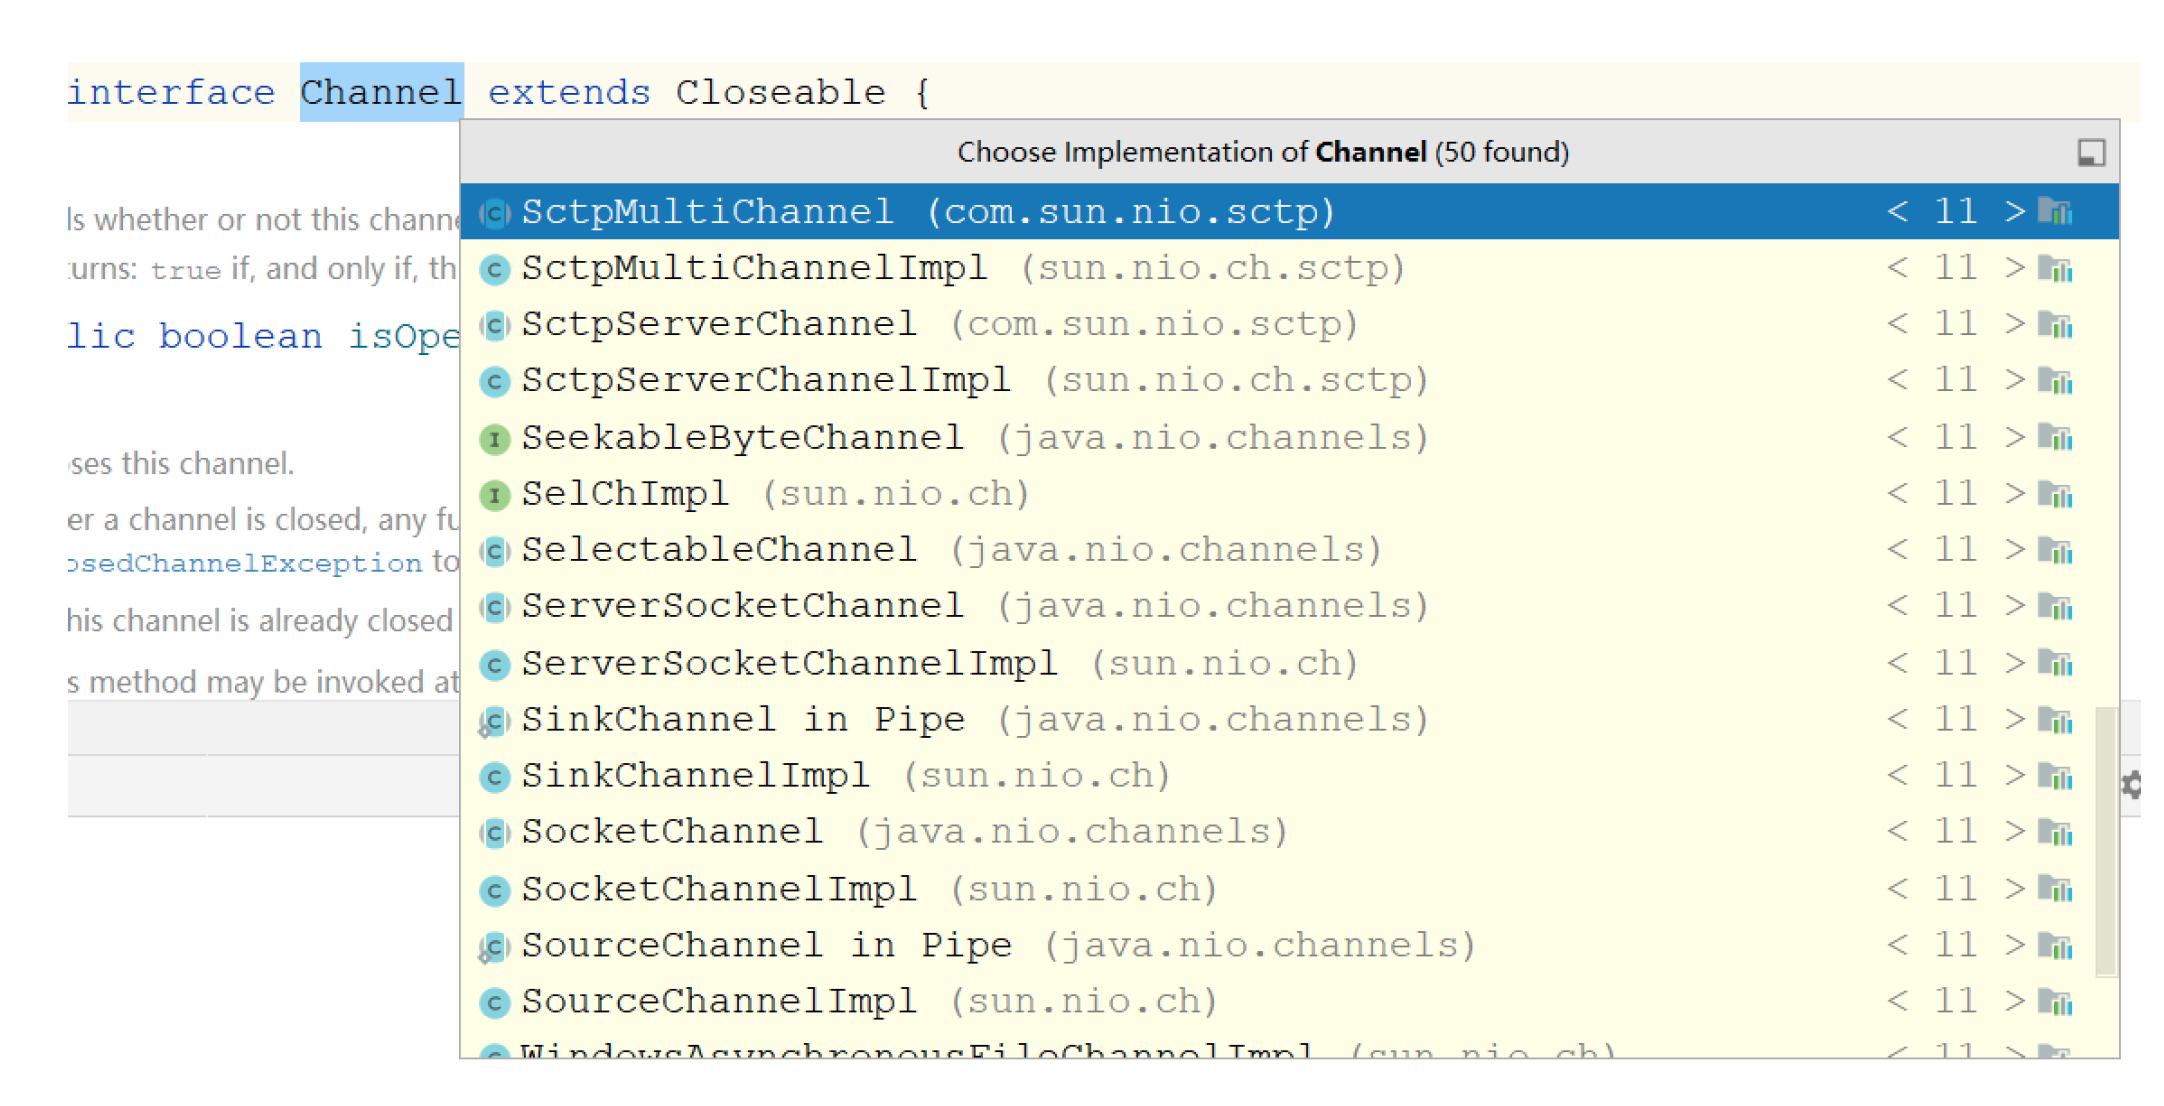 interface Channel extends Closeable {
Choose Implementation of Channel (50 found)
SctpMultiChannel (com.sun.nio.sctp) < 11 >
ls whether or not this channe
SctpMultiChannelImpl (sun.nio.ch.sctp) < 11 >
urns: true if, and only if, th
SctpServerChannel (com.sun.nio.sctp) < 11 >
lic boolean isOpe
SctpServerChannelImpl (sun.nio.ch.sctp) < 11 >
SeekableByteChannel (java.nio.channels) < 11 >
ses this channel.
SelChImpl (sun.nio.ch) < 11 >
er a channel is closed, any fu
SelectableChannel (java.nio.channels) < 11 >
osedChannelException to
ServerSocketChannel (java.nio.channels) < 11 >
his channel is already closed
ServerSocketChannelImpl (sun.nio.ch) < 11 >
s method may be invoked at
SinkChannel in Pipe (java.nio.channels) < 11 >
SinkChannelImpl (sun.nio.ch) < 11 >
SocketChannel (java.nio.channels) < 11 >
SocketChannelImpl (sun.nio.ch) < 11 >
SourceChannel in Pipe (java.nio.channels) < 11 >
SourceChannelImpl (sun.nio.ch) < 11 >
WindowsAsynchronousFileChannelImpl (sun.nio.ch) < 11 >